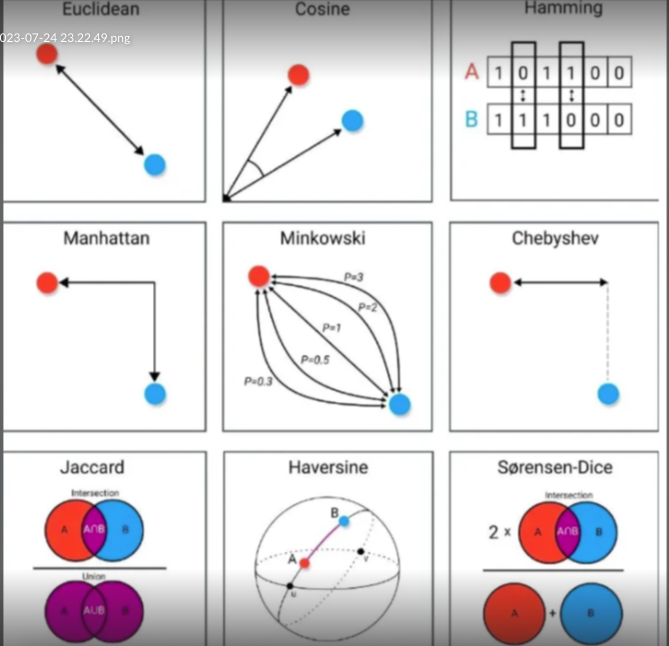 Euclidean
023-07-24 23.22.49.png
Cosine
Hamming
A 1 0 1 1 0 0
B 1 1 1 0 0 0
Manhattan
Minkowski
P=3
P=2
P=1
P=0.5
P=0.3
Chebyshev
Jaccard
Intersection
A A∩B B
Union
A A∪B B
Haversine
B
A
v
u
Sørensen-Dice
Intersection
2 x A A∩B B
A + B